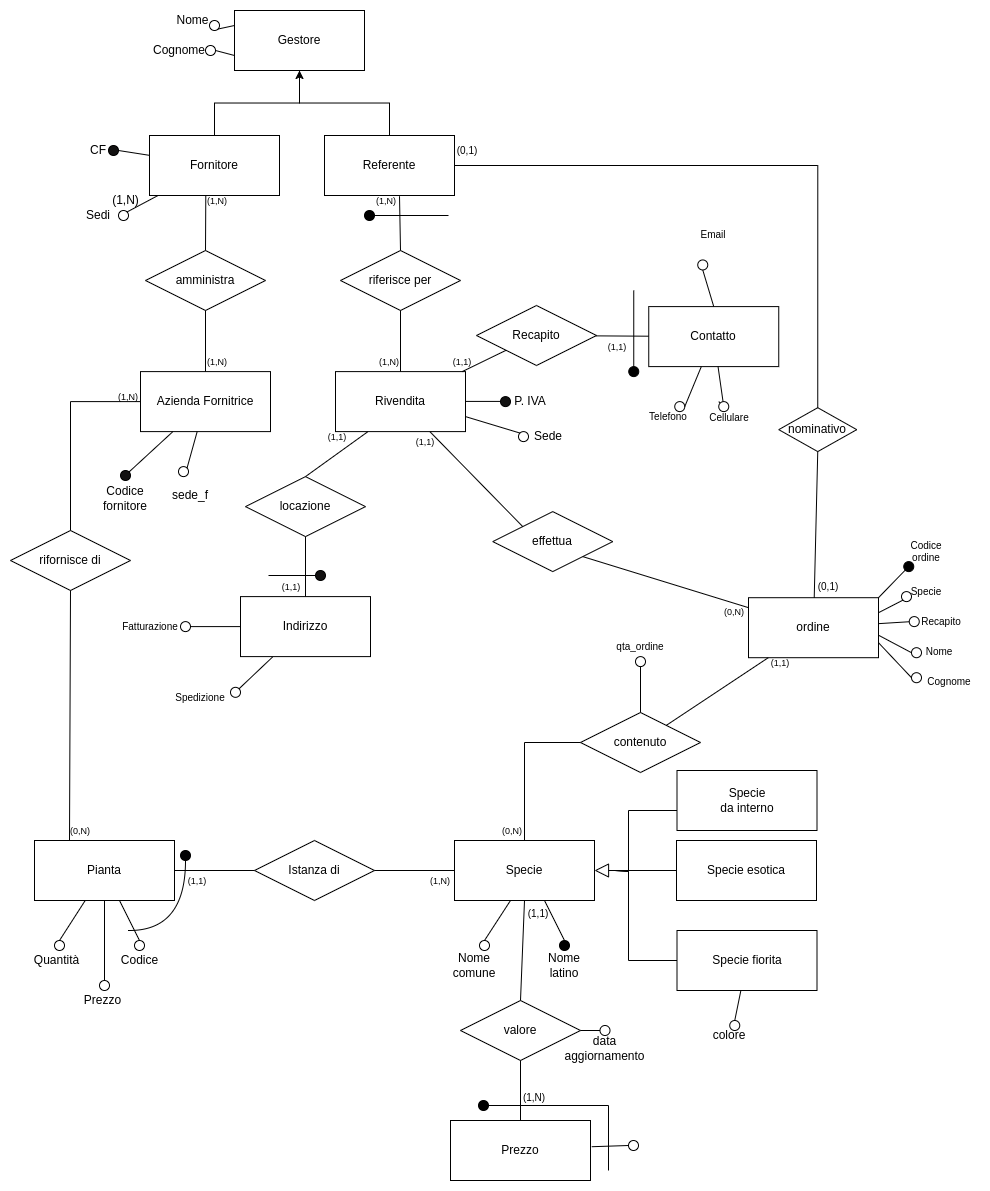 Nome
Cognome
Gestore
CF
Fornitore
Referente
(0,1)
(1,N)
Sedi
(1,N)
(1,N)
Email
amministra
riferisce per
Recapito
(1,1)
Contatto
(1,N)
(1,N)
(1,1)
(1,N)
Azienda Fornitrice
Rivendita
P. IVA
Sede
Telefono
Cellulare
nominativo
(1,1)
(1,1)
Codice
fornitore
sede_f
locazione
effettua
rifornisce di
Codice
ordine
(1,1)
(0,1)
Specie
(0,N)
Fatturazione
Indirizzo
ordine
Recapito
Nome
Cognome
qta_ordine
(1,1)
Spedizione
contenuto
Specie
da interno
(0,N)
(0,N)
Pianta
(1,1)
Istanza di
(1,N)
Specie
Specie esotica
(1,1)
Quantità
Codice
Prezzo
Nome
comune
Nome
latino
Specie fiorita
colore
valore
data
aggiornamento
(1,N)
Prezzo